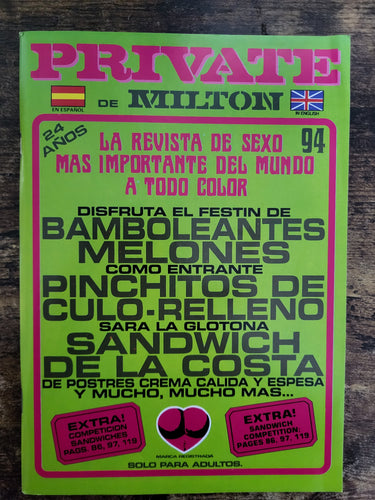 PRIVATE
EN ESPAÑOL
DE MILTON
IN ENGLISH
24 AÑOS
94
LA REVISTA DE SEXO
MAS IMPORTANTE DEL MUNDO
A TODO COLOR
DISFRUTA EL FESTIN DE
BAMBOLEANTES
MELONES
COMO ENTRANTE
PINCHITOS DE
CULO-RELLENO
SARA LA GLOTONA
SANDWICH
DE LA COSTA
DE POSTRES CREMA CALIDA Y ESPESA
Y MUCHO, MUCHO MAS...
EXTRA!
COMPETICION
SANDWICHES
PAGS. 86, 97, 119
MARCA REGISTRADA
SOLO PARA ADULTOS.
EXTRA!
SANDWICH
COMPETITION:
PAGES 86, 97, 119